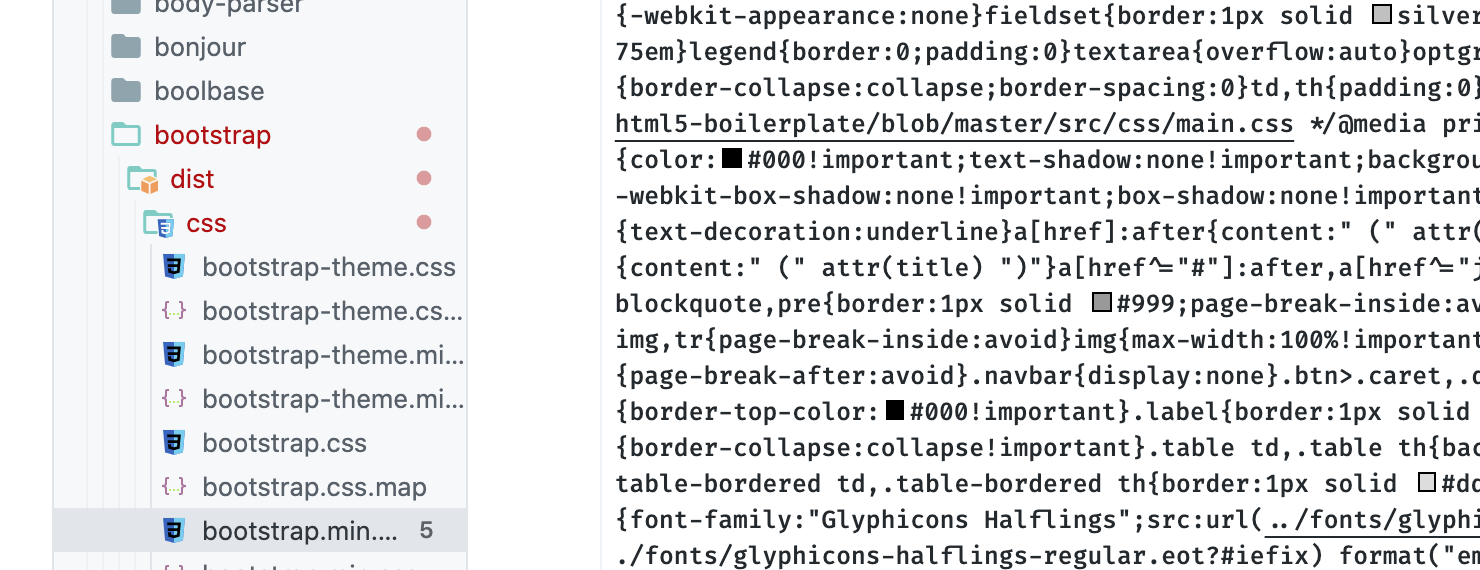 body-parser
bonjour
boolbase
bootstrap
dist
css
bootstrap-theme.css
bootstrap-theme.cs...
bootstrap-theme.mi...
bootstrap-theme.mi...
bootstrap.css
bootstrap.css.map
bootstrap.min.... 5
{-webkit-appearance:none}fieldset{border:1px solid silver
75em}legend{border:0;padding:0}textarea{overflow:auto}optgr
{border-collapse:collapse;border-spacing:0}td,th{padding:0}
html5-boilerplate/blob/master/src/css/main.css */@media pri
{color:#000!important;text-shadow:none!important;backgrou
-webkit-box-shadow:none!important;box-shadow:none!important
{text-decoration:underline}a[href]:after{content:" (" attr(
{content:" (" attr(title) ")"}a[href^="#"]:after,a[href^="j
blockquote,pre{border:1px solid #999;page-break-inside:av
img,tr{page-break-inside:avoid}img{max-width:100%!important
{page-break-after:avoid}.navbar{display:none}.btn>.caret,.d
{border-top-color:#000!important}.label{border:1px solid
{border-collapse:collapse!important}.table td,.table th{bac
table-bordered td,.table-bordered th{border:1px solid #dd
{font-family:"Glyphicons Halflings";src:url(../fonts/glyphi
./fonts/glyphicons-halflings-regular.eot?#iefix) format("em